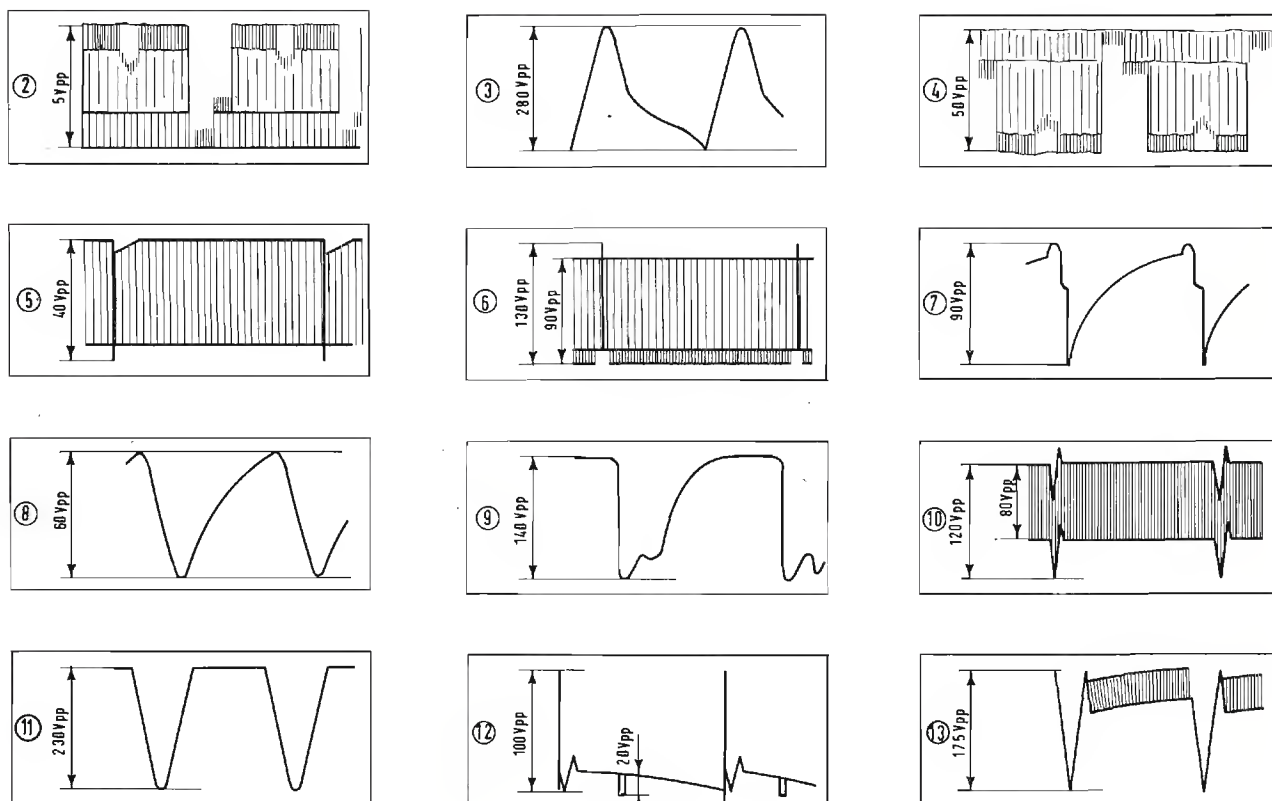 ② 5Vpp
③ 280Vpp
④ 50Vpp
⑤ 40Vpp
⑥ 130Vpp 90Vpp
⑦ 90Vpp
⑧ 60Vpp
⑨ 140Vpp
⑩ 120Vpp 80Vpp
⑪ 230Vpp
⑫ 100Vpp 20Vpp
⑬ 175Vpp